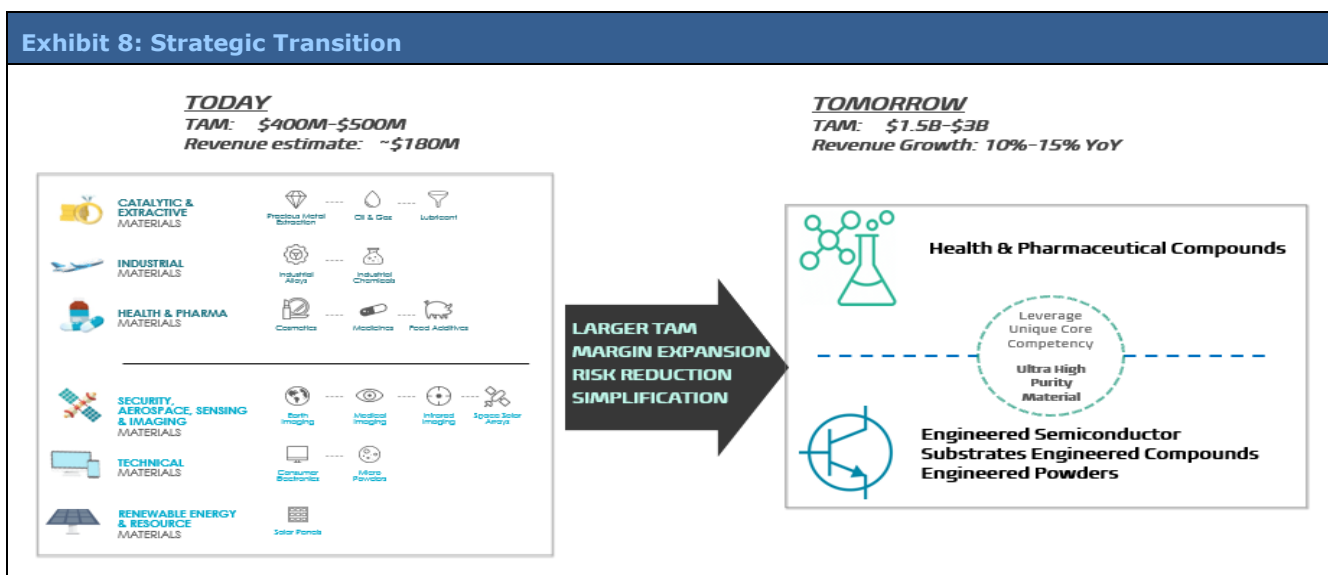 Exhibit 8: Strategic Transition
TODAY
TAM: $400M-$500M
Revenue estimate: ~$180M
CATALYTIC &
EXTRACTIVE
MATERIALS
Precious Metal
Extraction
Oil & Gas
Lubricant
INDUSTRIAL
MATERIALS
Industrial
Alloys
Industrial
Chemicals
HEALTH & PHARMA
MATERIALS
Cosmetics
Medicines
Food Additives
SECURITY,
AEROSPACE, SENSING
& IMAGING
MATERIALS
Earth
Imaging
Medical
Imaging
Infrared
Imaging
Space Solar
Arrays
TECHNICAL
MATERIALS
Consumer
Electronics
Micro
Powders
RENEWABLE ENERGY
& RESOURCE
MATERIALS
Solar Panels
LARGER TAM
MARGIN EXPANSION
RISK REDUCTION
SIMPLIFICATION
TOMORROW
TAM: $1.5B-$3B
Revenue Growth: 10%-15% YoY
Health & Pharmaceutical Compounds
Leverage
Unique Core
Competency
Ultra High
Purity
Material
Engineered Semiconductor
Substrates Engineered Compounds
Engineered Powders